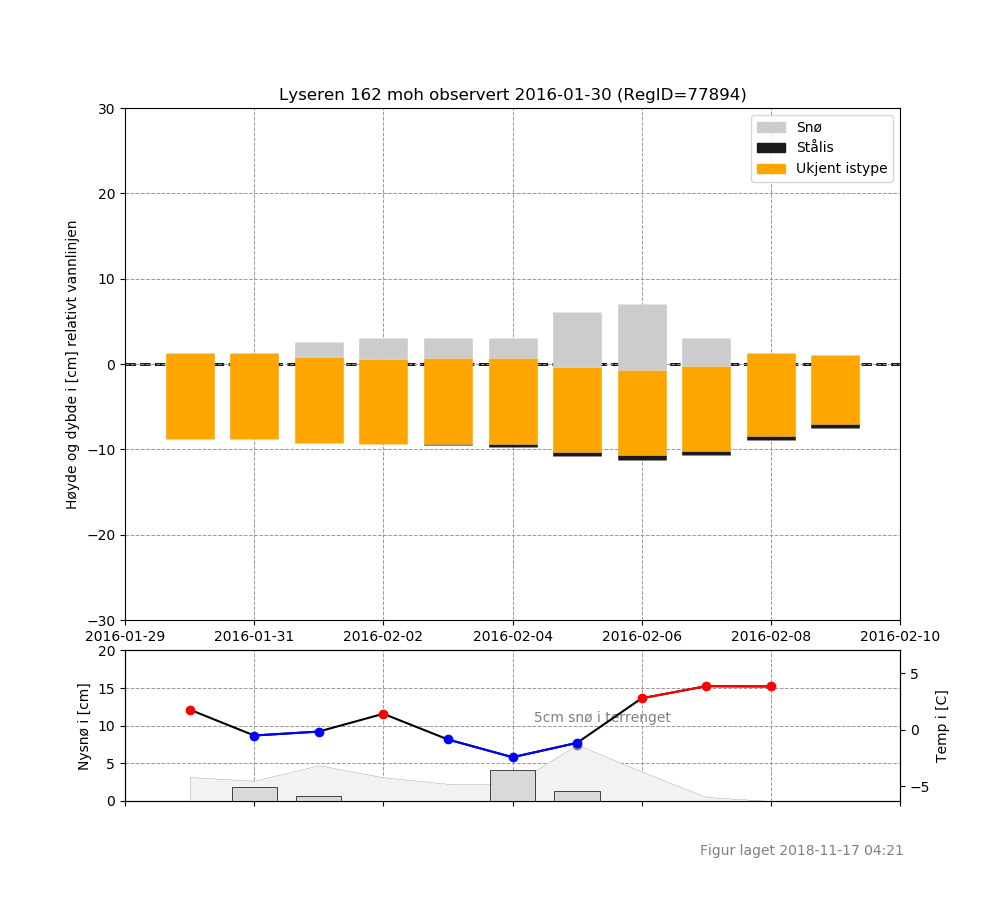 Lyseren 162 moh observert 2016-01-30 (RegID=77894)
30
20
10
0
−10
−20
−30
Høyde og dybde i [cm] relativt vannlinjen
Snø
Stålis
Ukjent istype
2016-01-29 2016-01-31 2016-02-02 2016-02-04 2016-02-06 2016-02-08 2016-02-10
20
15
10
5
0
Nysnø i [cm]
5cm snø i terrenget
5
0
−5
Temp i [C]
Figur laget 2018-11-17 04:21